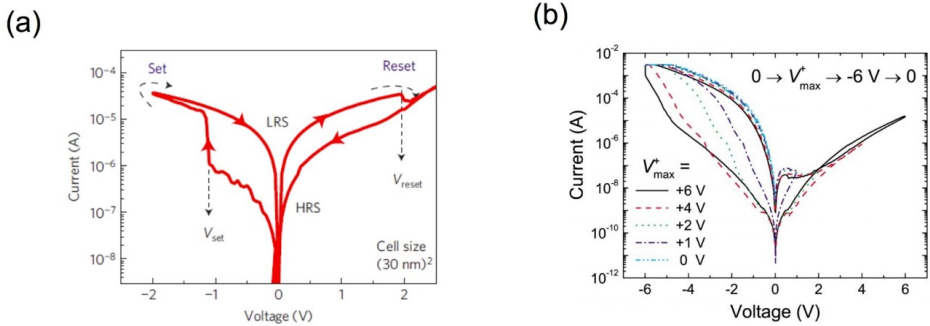 (a)
Set
Reset
10⁻⁴
10⁻⁵
10⁻⁶
10⁻⁷
10⁻⁸
Current (A)
LRS
HRS
V_reset
V_set
Cell size
(30 nm)²
−2
−1
0
1
2
Voltage (V)
(b)
0 → V⁺_max → -6 V → 0
10⁻²
10⁻⁴
10⁻⁶
10⁻⁸
10⁻¹⁰
10⁻¹²
Current (A)
V⁺_max =
+6 V
+4 V
+2 V
+1 V
0 V
-6
-4
-2
0
2
4
6
Voltage (V)